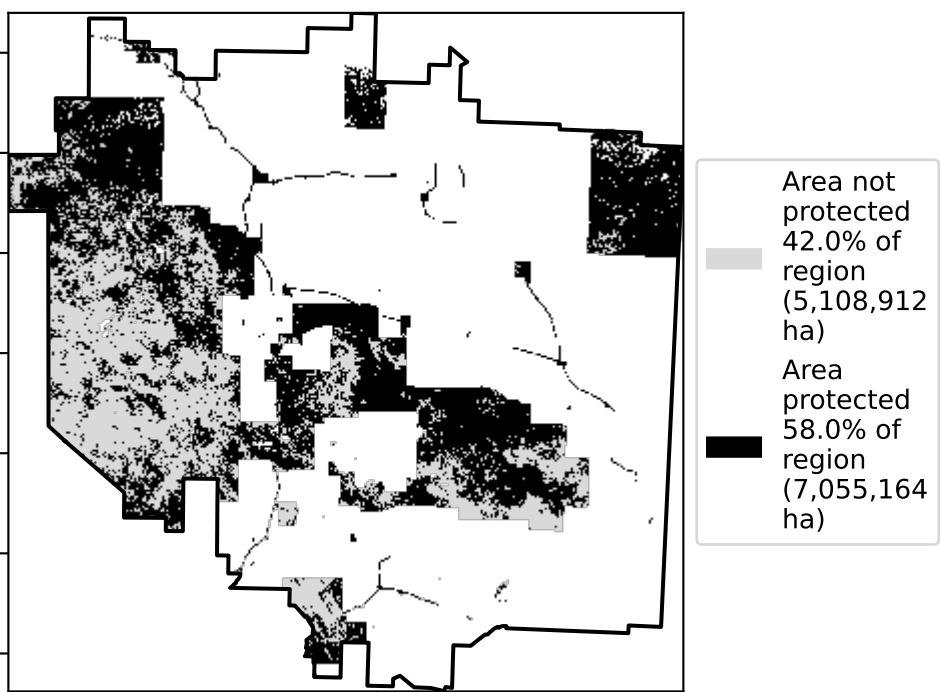 Area not
protected
42.0% of
region
(5,108,912
ha)
Area
protected
58.0% of
region
(7,055,164
ha)